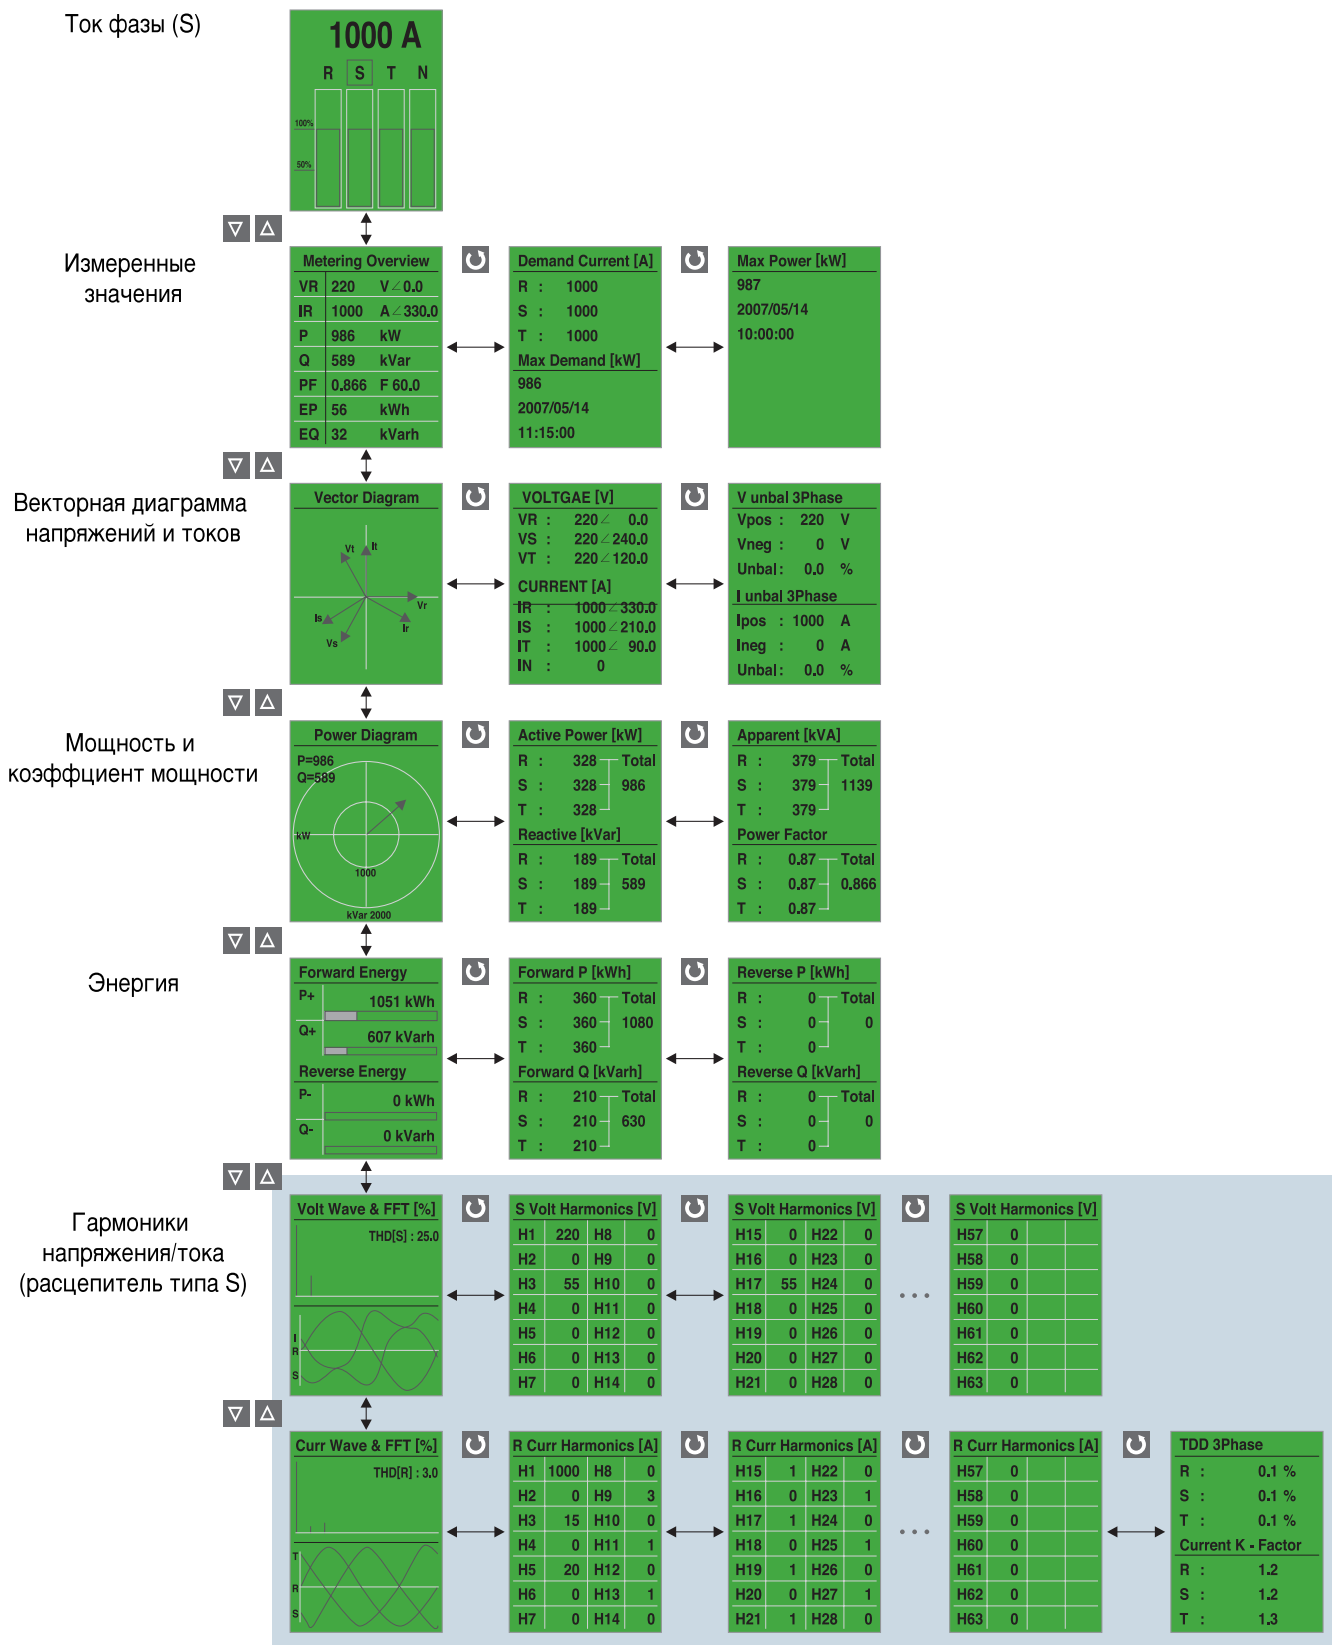 Ток фазы (S)
1000 A
R S T N
100%
50%
Измеренные
значения
Metering Overview
VR 220 V∠0.0
IR 1000 A∠330.0
P 986 kW
Q 589 kVar
PF 0.866 F 60.0
EP 56 kWh
EQ 32 kVarh
Demand Current [A]
R : 1000
S : 1000
T : 1000
Max Demand [kW]
986
2007/05/14
11:15:00
Max Power [kW]
987
2007/05/14
10:00:00
Векторная диаграмма
напряжений и токов
Vector Diagram
Vt It
Vr
Is Ir
Vs
VOLTGAE [V]
VR : 220∠ 0.0
VS : 220∠240.0
VT : 220∠120.0
CURRENT [A]
IR : 1000∠330.0
IS : 1000∠210.0
IT : 1000∠ 90.0
IN : 0
V unbal 3Phase
Vpos : 220 V
Vneg : 0 V
Unbal : 0.0 %
I unbal 3Phase
Ipos : 1000 A
Ineg : 0 A
Unbal : 0.0 %
Мощность и
коэффциент мощности
Power Diagram
P=986
Q=589
kW
1000
kVar 2000
Active Power [kW]
R : 328 Total
S : 328 986
T : 328
Reactive [kVar]
R : 189 Total
S : 189 589
T : 189
Apparent [kVA]
R : 379 Total
S : 379 1139
T : 379
Power Factor
R : 0.87 Total
S : 0.87 0.866
T : 0.87
Энергия
Forward Energy
P+ 1051 kWh
Q+ 607 kVarh
Reverse Energy
P- 0 kWh
Q- 0 kVarh
Forward P [kWh]
R : 360 Total
S : 360 1080
T : 360
Forward Q [kVarh]
R : 210 Total
S : 210 630
T : 210
Reverse P [kWh]
R : 0 Total
S : 0 0
T : 0
Reverse Q [kVarh]
R : 0 Total
S : 0 0
T : 0
Гармоники
напряжения/тока
(расцепитель типа S)
Volt Wave & FFT [%]
THD[S] : 25.0
I
R
S
S Volt Harmonics [V]
H1 220 H8 0
H2 0 H9 0
H3 55 H10 0
H4 0 H11 0
H5 0 H12 0
H6 0 H13 0
H7 0 H14 0
S Volt Harmonics [V]
H15 0 H22 0
H16 0 H23 0
H17 55 H24 0
H18 0 H25 0
H19 0 H26 0
H20 0 H27 0
H21 0 H28 0
...
S Volt Harmonics [V]
H57 0
H58 0
H59 0
H60 0
H61 0
H62 0
H63 0
Curr Wave & FFT [%]
THD[R] : 3.0
T
R
S
R Curr Harmonics [A]
H1 1000 H8 0
H2 0 H9 3
H3 15 H10 0
H4 0 H11 1
H5 20 H12 0
H6 0 H13 1
H7 0 H14 0
R Curr Harmonics [A]
H15 1 H22 0
H16 0 H23 1
H17 1 H24 0
H18 0 H25 1
H19 1 H26 0
H20 0 H27 1
H21 1 H28 0
...
R Curr Harmonics [A]
H57 0
H58 0
H59 0
H60 0
H61 0
H62 0
H63 0
TDD 3Phase
R : 0.1 %
S : 0.1 %
T : 0.1 %
Current K - Factor
R : 1.2
S : 1.2
T : 1.3